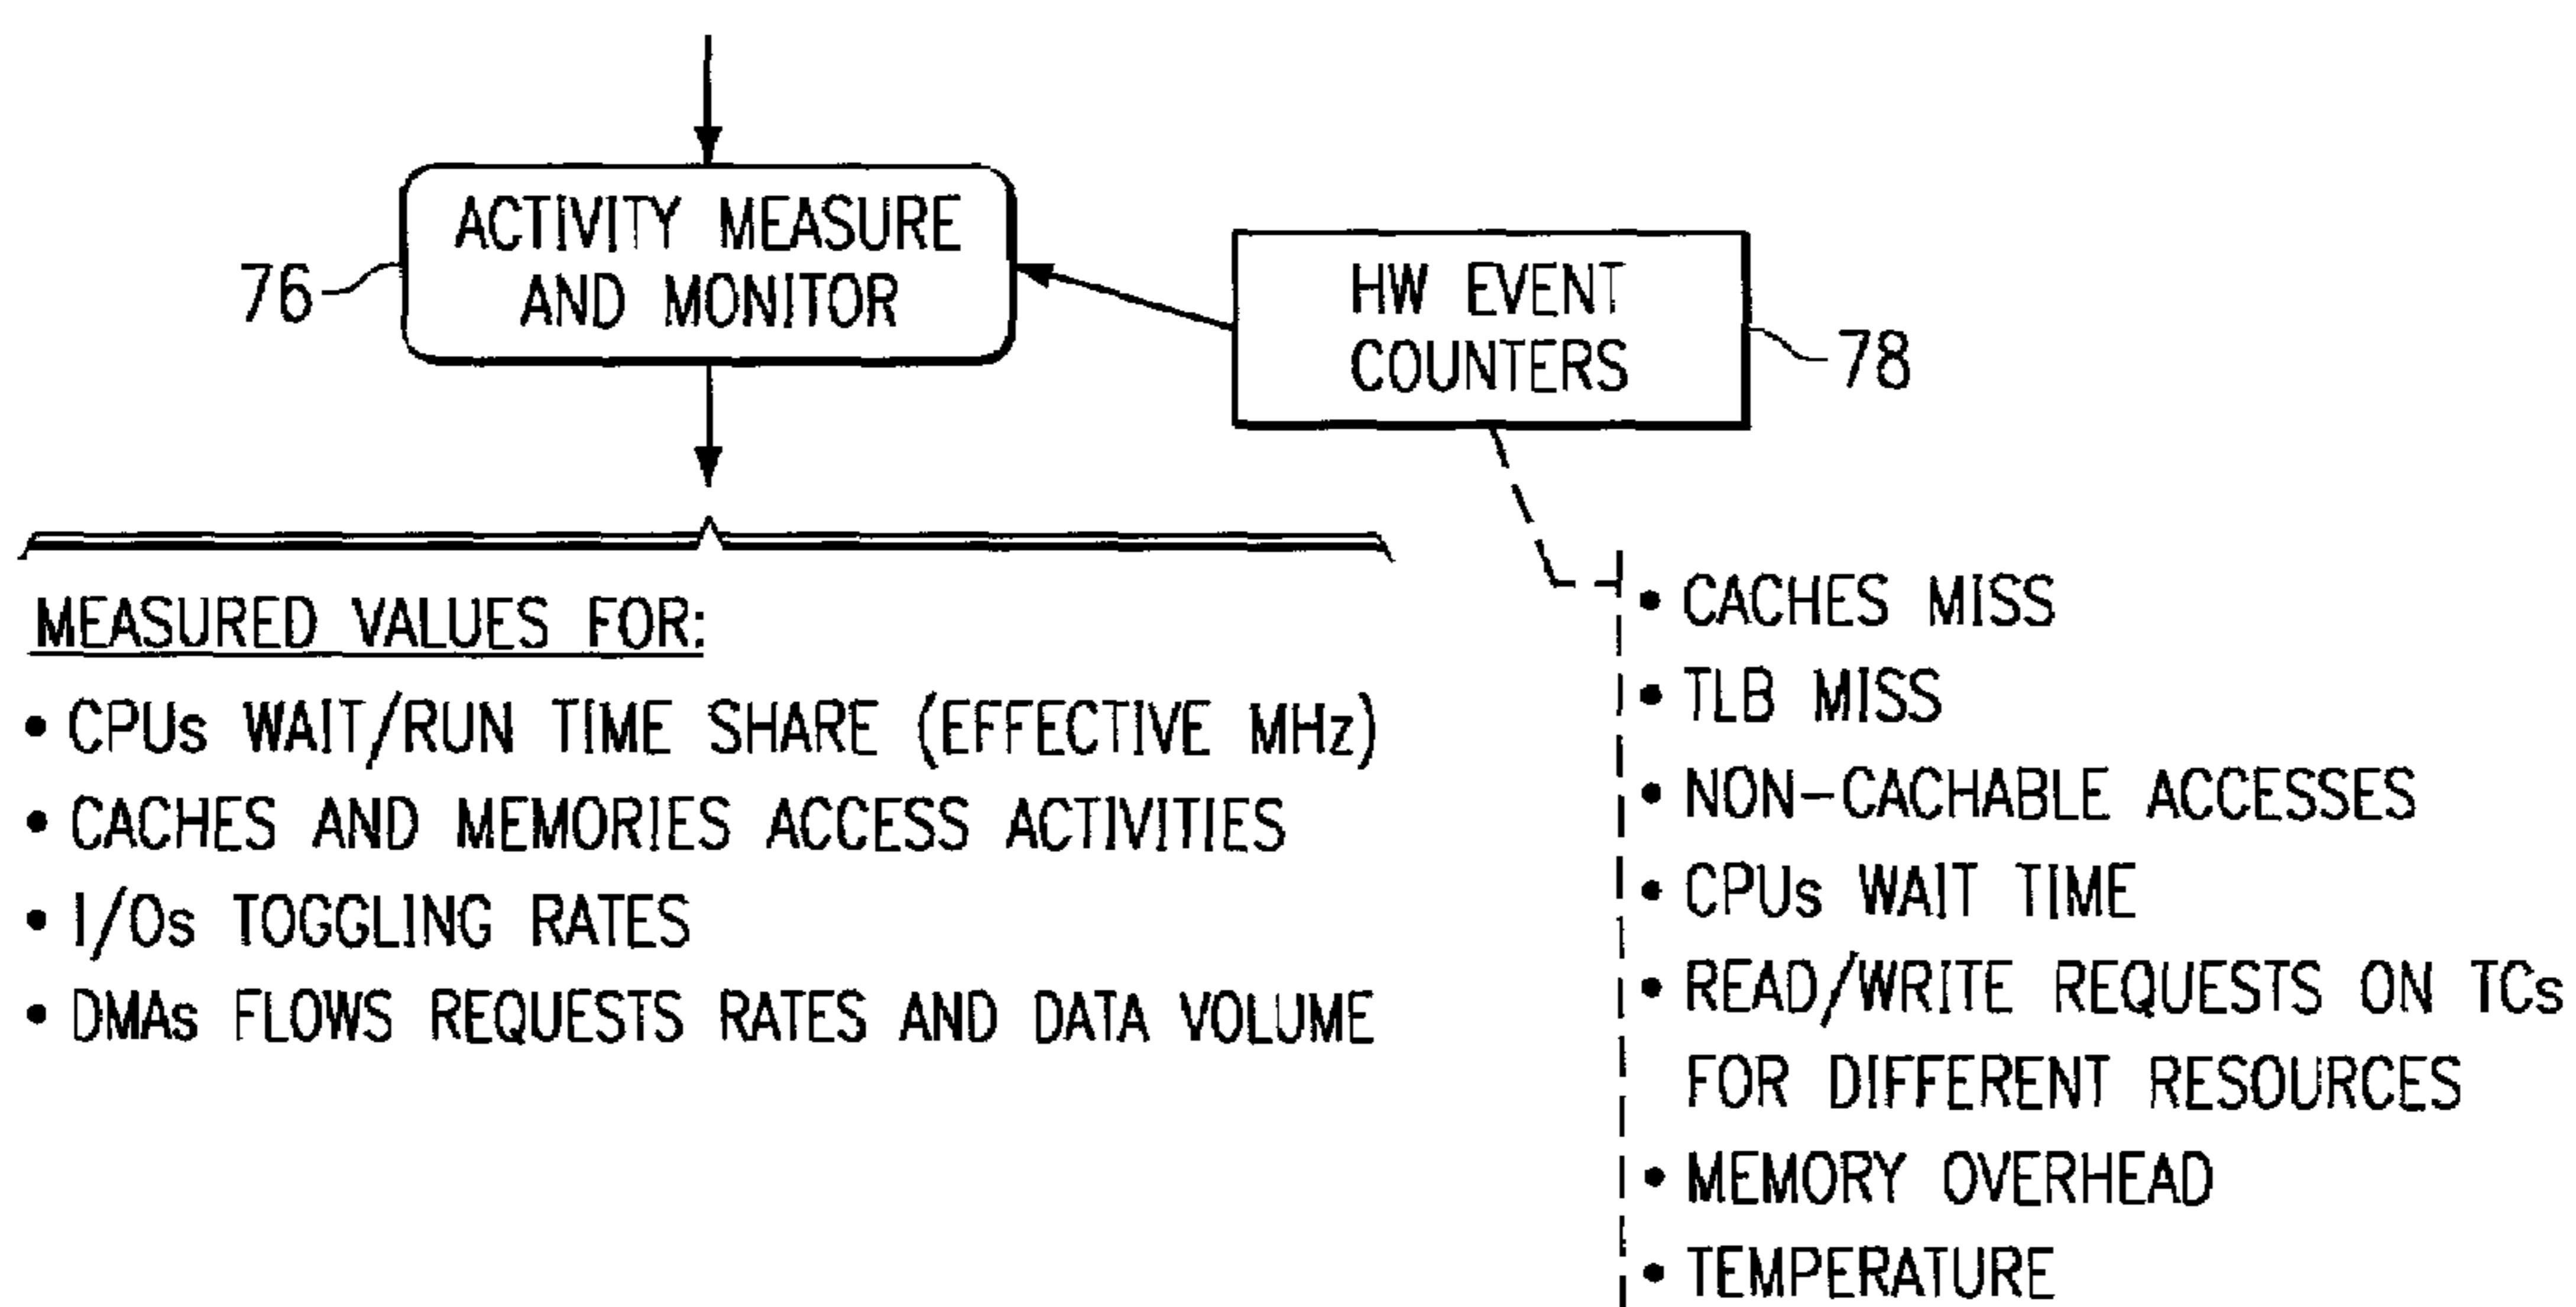 ACTIVITY MEASURE
AND MONITOR
76
HW EVENT
COUNTERS
78
MEASURED VALUES FOR:
• CPUs WAIT/RUN TIME SHARE (EFFECTIVE MHz)
• CACHES AND MEMORIES ACCESS ACTIVITIES
• I/Os TOGGLING RATES
• DMAs FLOWS REQUESTS RATES AND DATA VOLUME
• CACHES MISS
• TLB MISS
• NON-CACHABLE ACCESSES
• CPUs WAIT TIME
• READ/WRITE REQUESTS ON TCs
FOR DIFFERENT RESOURCES
• MEMORY OVERHEAD
• TEMPERATURE